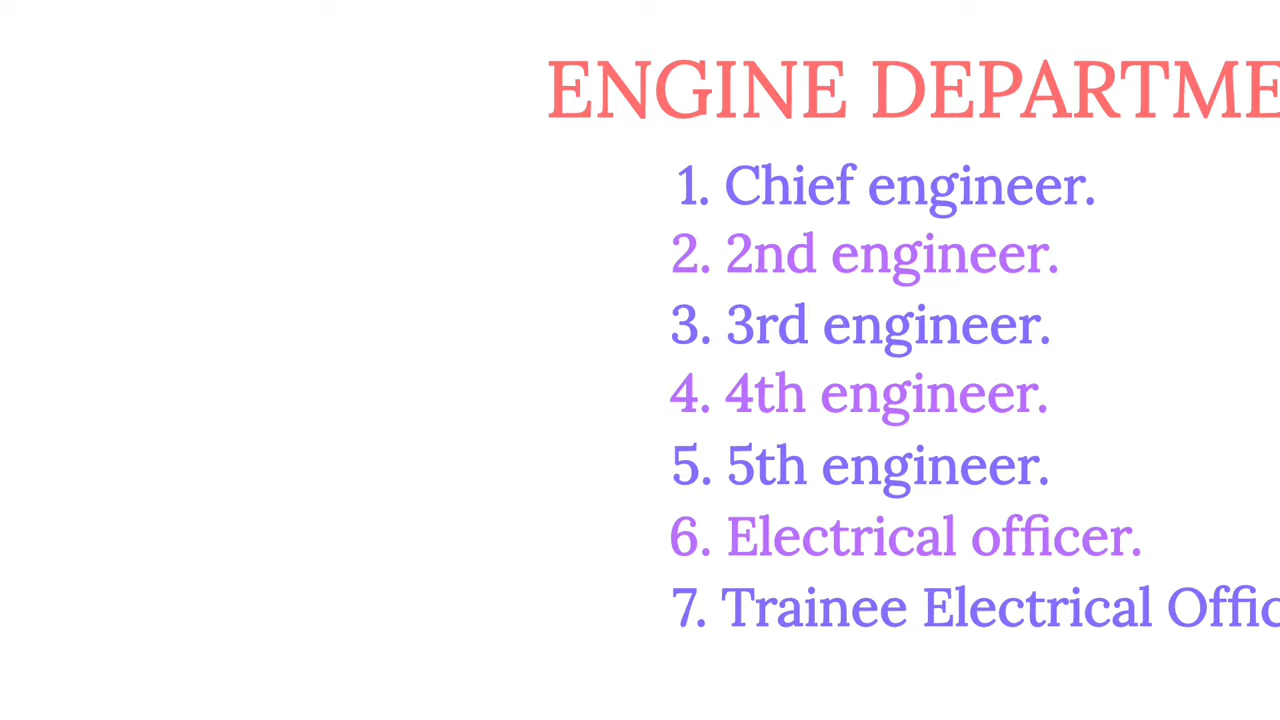 ENGINE DEPARTME
1. Chief engineer.
2. 2nd engineer.
3. 3rd engineer.
4. 4th engineer.
5. 5th engineer.
6. Electrical officer.
7. Trainee Electrical Offic